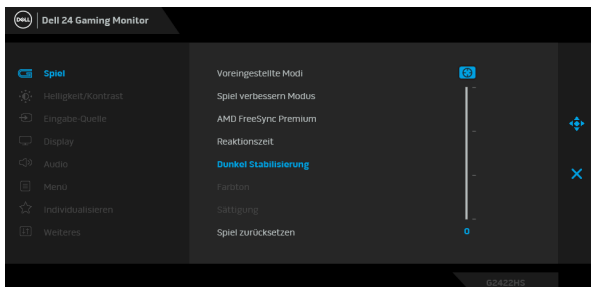 DELL Dell 24 Gaming Monitor
Spiel
Helligkeit/Kontrast
Eingabe-Quelle
Display
Audio
Menü
Individualisieren
Weiteres
Voreingestellte Modi
Spiel verbessern Modus
AMD FreeSync Premium
Reaktionszeit
Dunkel Stabilisierung
Farbton
Sättigung
Spiel zurücksetzen
0
G2422HS